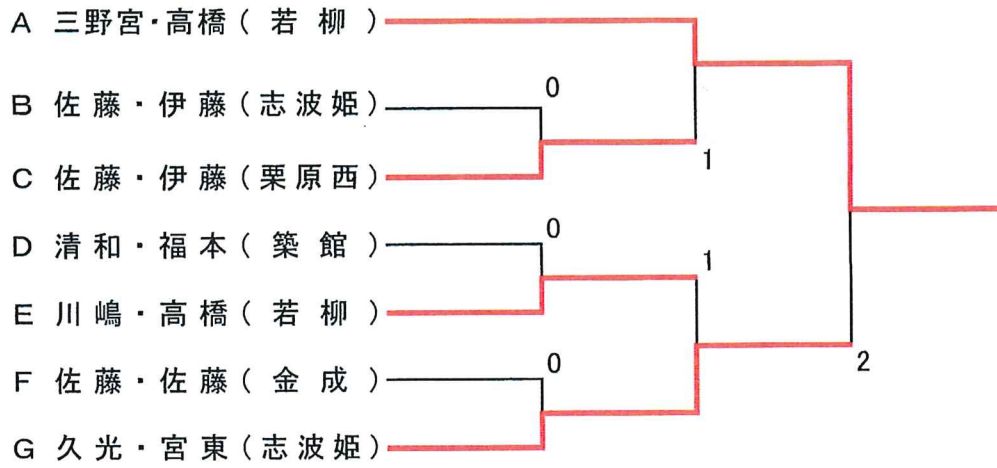 A 三野宮・高橋(若柳)
0
B 佐藤・伊藤(志波姫)
1
C 佐藤・伊藤(栗原西)
0
D 清和・福本(築館)
1
E 川嶋・高橋(若柳)
0
2
F 佐藤・佐藤(金成)
G 久光・宮東(志波姫)